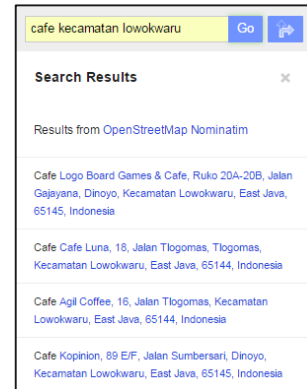 cafe kecamatan lowokwaru
Go
Search Results
×
Results from OpenStreetMap Nominatim
Cafe Logo Board Games & Cafe, Ruko 20A-20B, Jalan
Gajayana, Dinoyo, Kecamatan Lowokwaru, East Java,
65145, Indonesia
Cafe Cafe Luna, 18, Jalan Tlogomas, Tlogomas,
Kecamatan Lowokwaru, East Java, 65144, Indonesia
Cafe Agil Coffee, 16, Jalan Tlogomas, Kecamatan
Lowokwaru, East Java, 65144, Indonesia
Cafe Kopinion, 89 E/F, Jalan Sumbersari, Dinoyo,
Kecamatan Lowokwaru, East Java, 65145, Indonesia